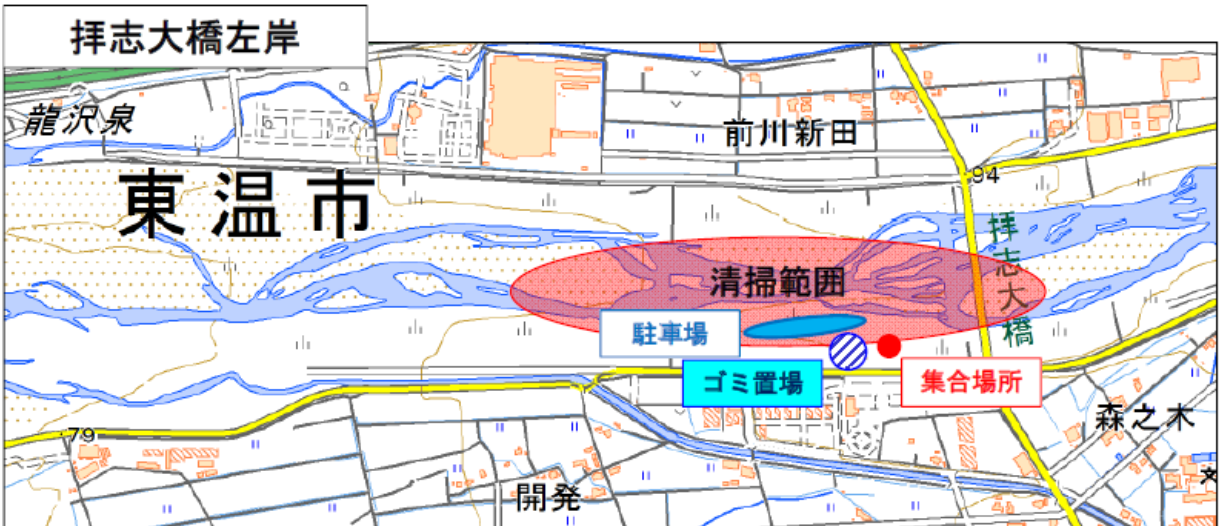 拝志大橋左岸
龍沢泉
前川新田
東温市
94
拝志大橋
清掃範囲
駐車場
ゴミ置場
集合場所
森之木
79
開発